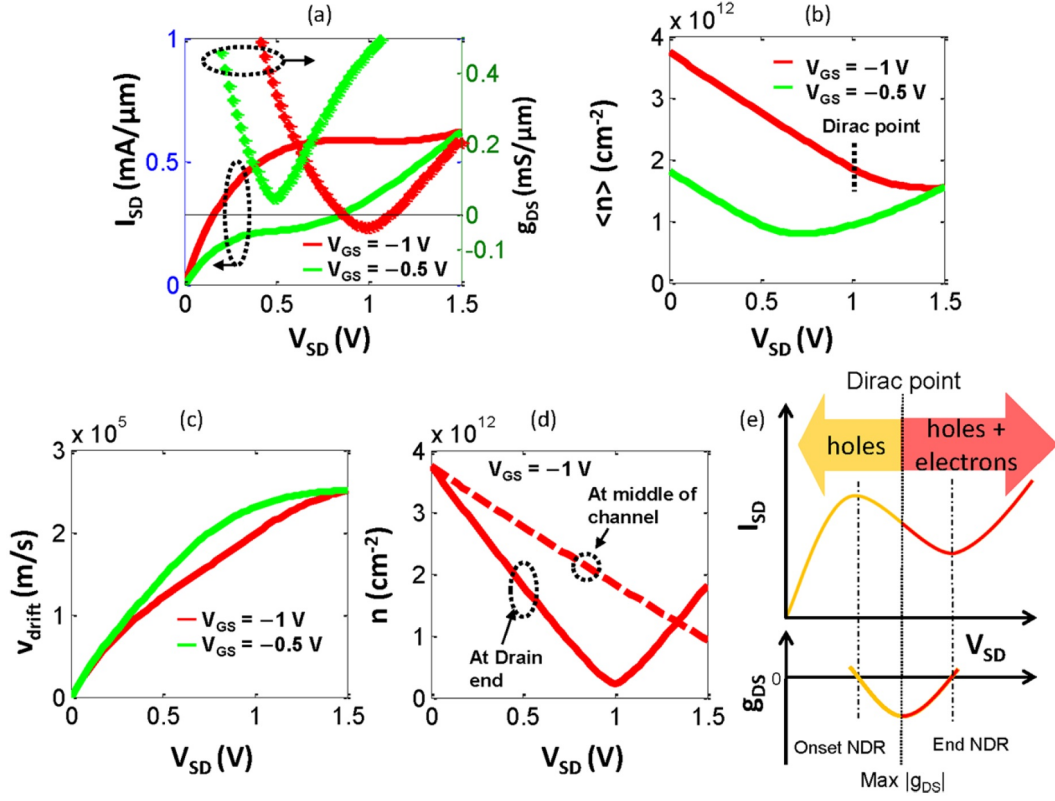 (a)
1
0.5
0
I_SD (mA/μm)
0.4
0.2
0
-0.1
g_DS (mS/μm)
V_GS = −1 V
V_GS = −0.5 V
0 0.5 1 1.5
V_SD (V)
x 10^12 (b)
4
3
2
1
0
<n> (cm^-2)
V_GS = −1 V
V_GS = −0.5 V
Dirac point
0 0.5 1 1.5
V_SD (V)
x 10^5 (c)
3
2
1
0
v_drift (m/s)
V_GS = −1 V
V_GS = −0.5 V
0 0.5 1 1.5
V_SD (V)
x 10^12 (d)
4
3
2
1
0
n (cm^-2)
V_GS = −1 V
At middle of
channel
At Drain
end
0 0.5 1 1.5
V_SD (V)
Dirac point (e)
holes
holes +
electrons
I_SD
V_SD
0
g_DS
Onset NDR End NDR
Max |g_DS|